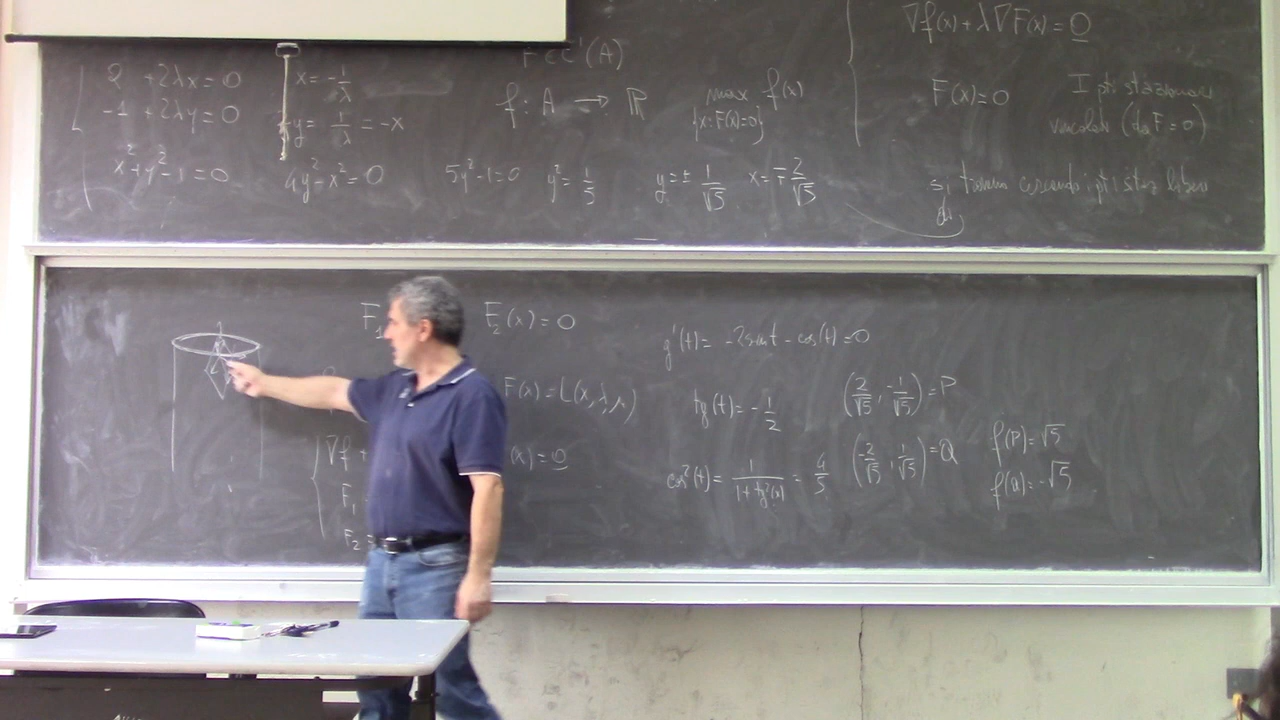 2 + 2λx = 0
-1 + 2λy = 0
x² + y² - 1 = 0
x = -1/λ
y = 1/λ = -x
4y² - x² = 0
F ∈ C¹(A)
f: A → ℝ
max f(x)
{x: F(x)=0}
5y² - 1 = 0
y² = 1/5
y = ± 1/√5
x = ∓ 2/√5
∇f(x) + λ∇F(x) = 0
F(x) = 0
I pti stazionari
vincolati (da F = 0)
si trovano cercando i pti staz liberi
di
F₁
F₂(x) = 0
F(x) = L(x, λ, μ)
∇f +
(x) = 0
F₁
F₂ =
g'(t) = -2sint - cos(t) = 0
tg(t) = -1/2
cos²(t) = 1/(1+tg²(x)) = 4/5
(2/√5, -1/√5) = P
(-2/√5, 1/√5) = Q
f(P) = √5
f(Q) = -√5